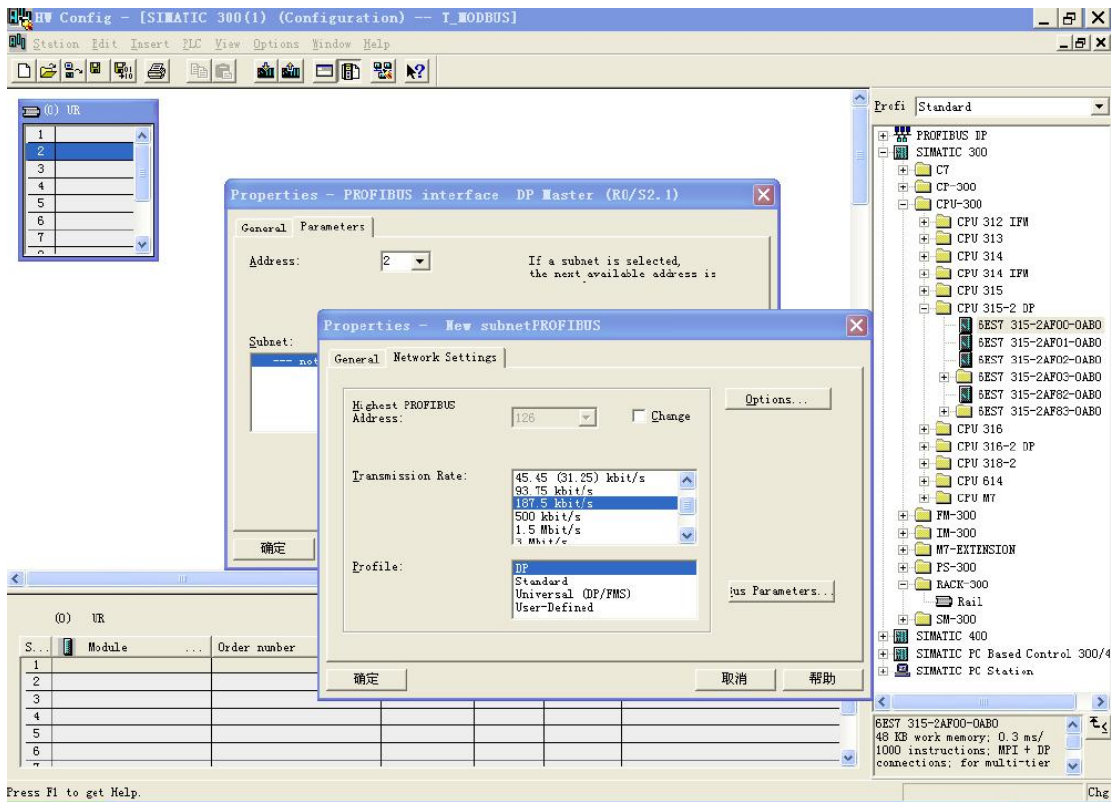 HW Config - [SIMATIC 300(1) (Configuration) -- T_MODBUS]
Station Edit Insert PLC View Options Window Help
(0) UR
1
2
3
4
5
6
7
Profi Standard
PROFIBUS DP
SIMATIC 300
C7
CP-300
CPU-300
CPU 312 IFM
CPU 313
CPU 314
CPU 314 IFM
CPU 315
CPU 315-2 DP
6ES7 315-2AF00-0AB0
6ES7 315-2AF01-0AB0
6ES7 315-2AF02-0AB0
6ES7 315-2AF03-0AB0
6ES7 315-2AF82-0AB0
6ES7 315-2AF83-0AB0
CPU 316
CPU 316-2 DP
CPU 318-2
CPU 614
CPU M7
FM-300
IM-300
M7-EXTENSION
PS-300
RACK-300
Rail
SM-300
SIMATIC 400
SIMATIC PC Based Control 300/4
SIMATIC PC Station
6ES7 315-2AF00-0AB0
48 KB work memory; 0.3 ms/
1000 instructions; MPI + DP
connections; for multi-tier
Properties - PROFIBUS interface DP Master (R0/S2.1)
General Parameters
Address: 2
If a subnet is selected,
the next available address is
Subnet:
--- not
确定
Properties - New subnetPROFIBUS
General Network Settings
Highest PROFIBUS
Address: 126 Change
Options...
Transmission Rate:
45.45 (31.25) kbit/s
93.75 kbit/s
187.5 kbit/s
500 kbit/s
1.5 Mbit/s
3 Mbit/s
Profile:
DP
Standard
Universal (DP/FMS)
User-Defined
us Parameters...
确定 取消 帮助
(0) UR
S... Module ... Order number
1
2
3
4
5
6
7
Press F1 to get Help. Chg